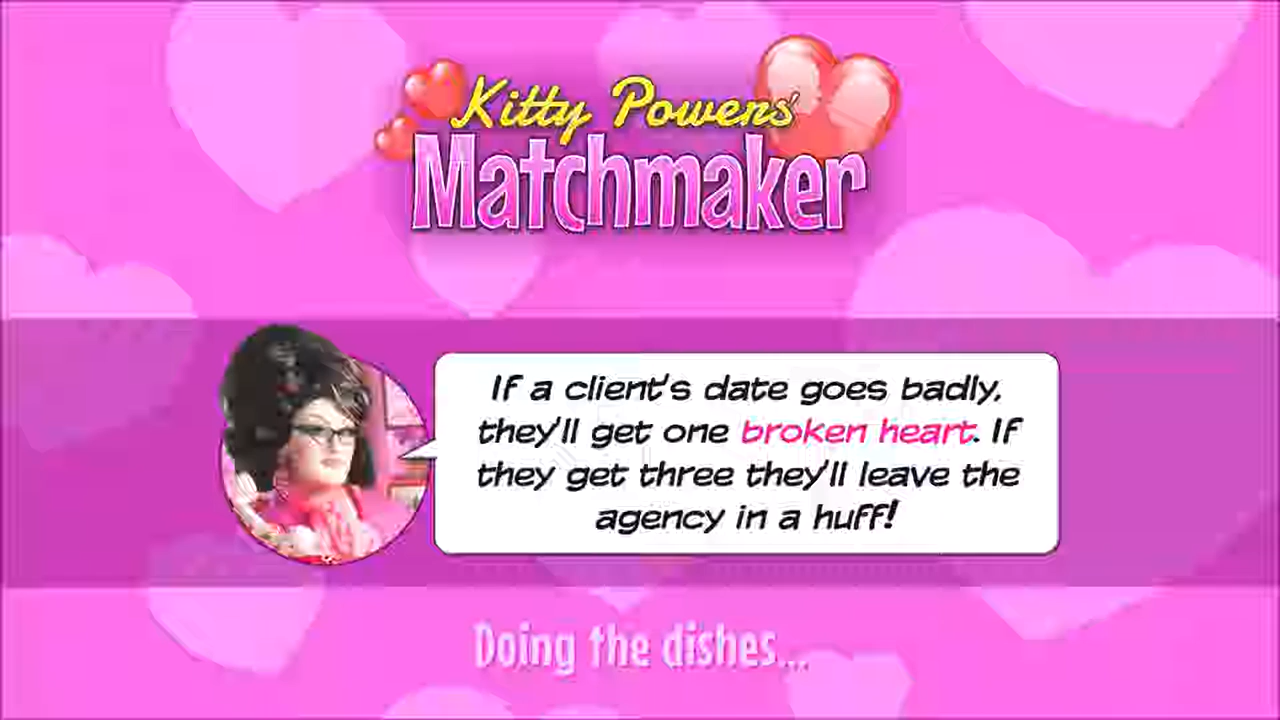 Kitty Powers'
Matchmaker
If a client's date goes badly,
they'll get one broken heart. If
they get three they'll leave the
agency in a huff!
Doing the dishes...